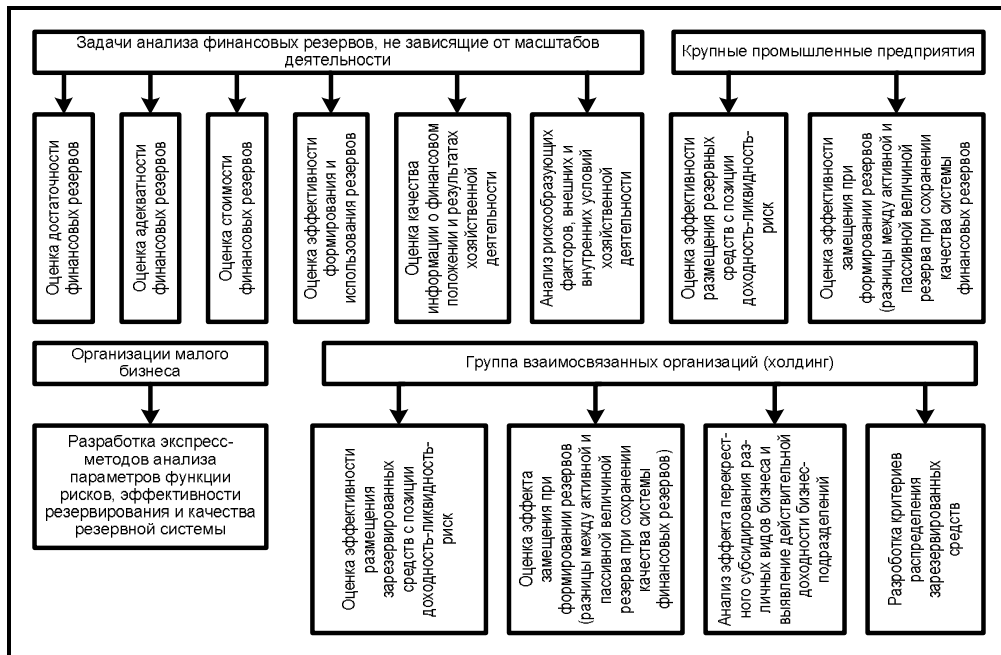 Задачи анализа финансовых резервов, не зависящие от масштабов
деятельности
Крупные промышленные предприятия
Оценка достаточности
финансовых резервов
Оценка адекватности
финансовых резервов
Оценка стоимости
финансовых резервов
Оценка эффективности
формирования и
использования резервов
Оценка качества
информации о финансовом
положении и результатах
хозяйственной
деятельности
Анализ рискообразующих
факторов, внешних и
внутренних условий
хозяйственной
деятельности
Оценка эффективности
размещения резервных
средств с позиции
доходность-ликвидность-
риск
Оценка эффективности
замещения при
формировании резервов
(разницы между активной и
пассивной величиной
резерва при сохранении
качества системы
финансовых резервов
Организации малого
бизнеса
Группа взаимосвязанных организаций (холдинг)
Разработка экспресс-
методов анализа
параметров функции
рисков, эффективности
резервирования и качества
резервной системы
Оценка эффективности
размещения
зарезервированных
средств с позиции
доходность-ликвидность-
риск
Оценка эффекта
замещения при
формировании резервов
(разницы между активной и
пассивной величиной
резерва при сохранении
качества системы
финансовых резервов)
Анализ эффекта перекрест-
ного субсидирования раз-
личных видов бизнеса и
выявление действительной
доходности бизнес-
подразделений
Разроботка критериев
распределения
зарезервированных
средств